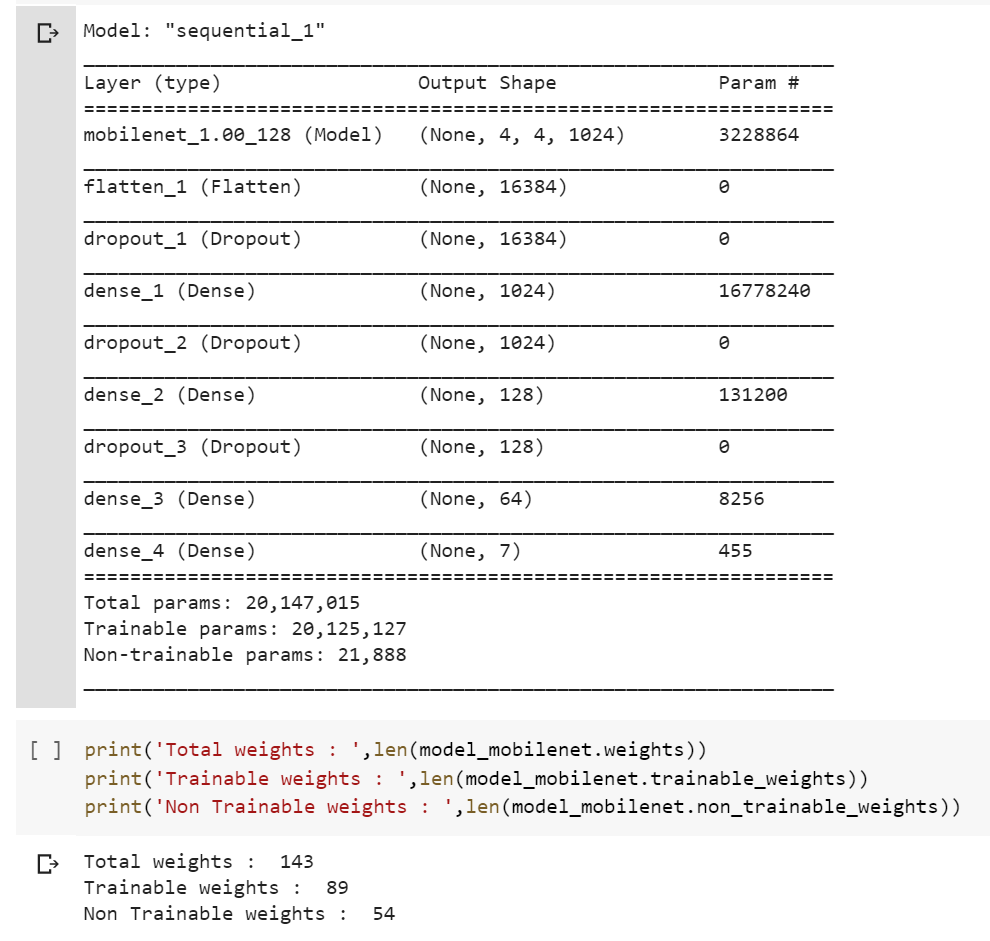 Model: "sequential_1"
_________________________________________________________________
Layer (type)                 Output Shape              Param #
=================================================================
mobilenet_1.00_128 (Model)   (None, 4, 4, 1024)        3228864
_________________________________________________________________
flatten_1 (Flatten)          (None, 16384)             0
_________________________________________________________________
dropout_1 (Dropout)          (None, 16384)             0
_________________________________________________________________
dense_1 (Dense)              (None, 1024)              16778240
_________________________________________________________________
dropout_2 (Dropout)          (None, 1024)              0
_________________________________________________________________
dense_2 (Dense)              (None, 128)               131200
_________________________________________________________________
dropout_3 (Dropout)          (None, 128)               0
_________________________________________________________________
dense_3 (Dense)              (None, 64)                8256
_________________________________________________________________
dense_4 (Dense)              (None, 7)                 455
=================================================================
Total params: 20,147,015
Trainable params: 20,125,127
Non-trainable params: 21,888
_________________________________________________________________
[ ] print('Total weights : ',len(model_mobilenet.weights))
print('Trainable weights : ',len(model_mobilenet.trainable_weights))
print('Non Trainable weights : ',len(model_mobilenet.non_trainable_weights))
Total weights :  143
Trainable weights :  89
Non Trainable weights :  54